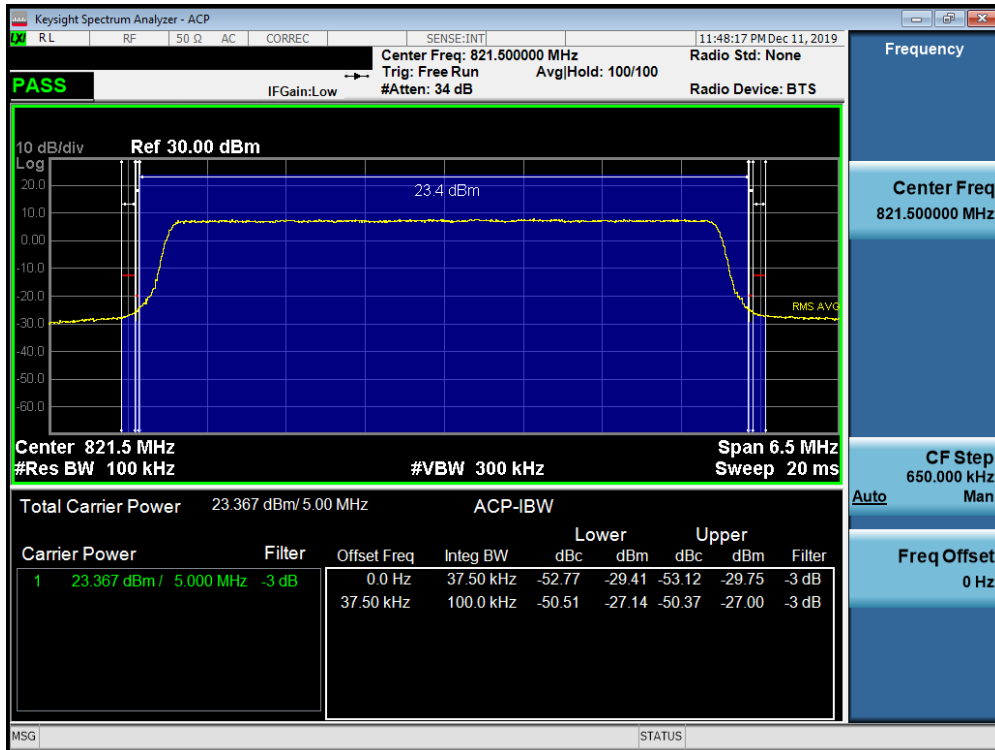 Keysight Spectrum Analyzer - ACP
LXI RL RF 50 Ω AC CORREC SENSE:INT 11:48:17 PM Dec 11, 2019
Center Freq: 821.500000 MHz Radio Std: None
Trig: Free Run Avg|Hold: 100/100
PASS IFGain:Low #Atten: 34 dB Radio Device: BTS
10 dB/div Ref 30.00 dBm
Log
20.0
10.0
0.00
-10.0
-20.0
-30.0
-40.0
-50.0
-60.0
23.4 dBm
RMS AVG
Center 821.5 MHz Span 6.5 MHz
#Res BW 100 kHz #VBW 300 kHz Sweep 20 ms
Total Carrier Power 23.367 dBm/ 5.00 MHz ACP-IBW
Lower Upper
Carrier Power Filter Offset Freq Integ BW dBc dBm dBc dBm Filter
1 23.367 dBm / 5.000 MHz -3 dB 0.0 Hz 37.50 kHz -52.77 -29.41 -53.12 -29.75 -3 dB
37.50 kHz 100.0 kHz -50.51 -27.14 -50.37 -27.00 -3 dB
MSG STATUS
Frequency
Center Freq
821.500000 MHz
CF Step
650.000 kHz
Auto Man
Freq Offset
0 Hz